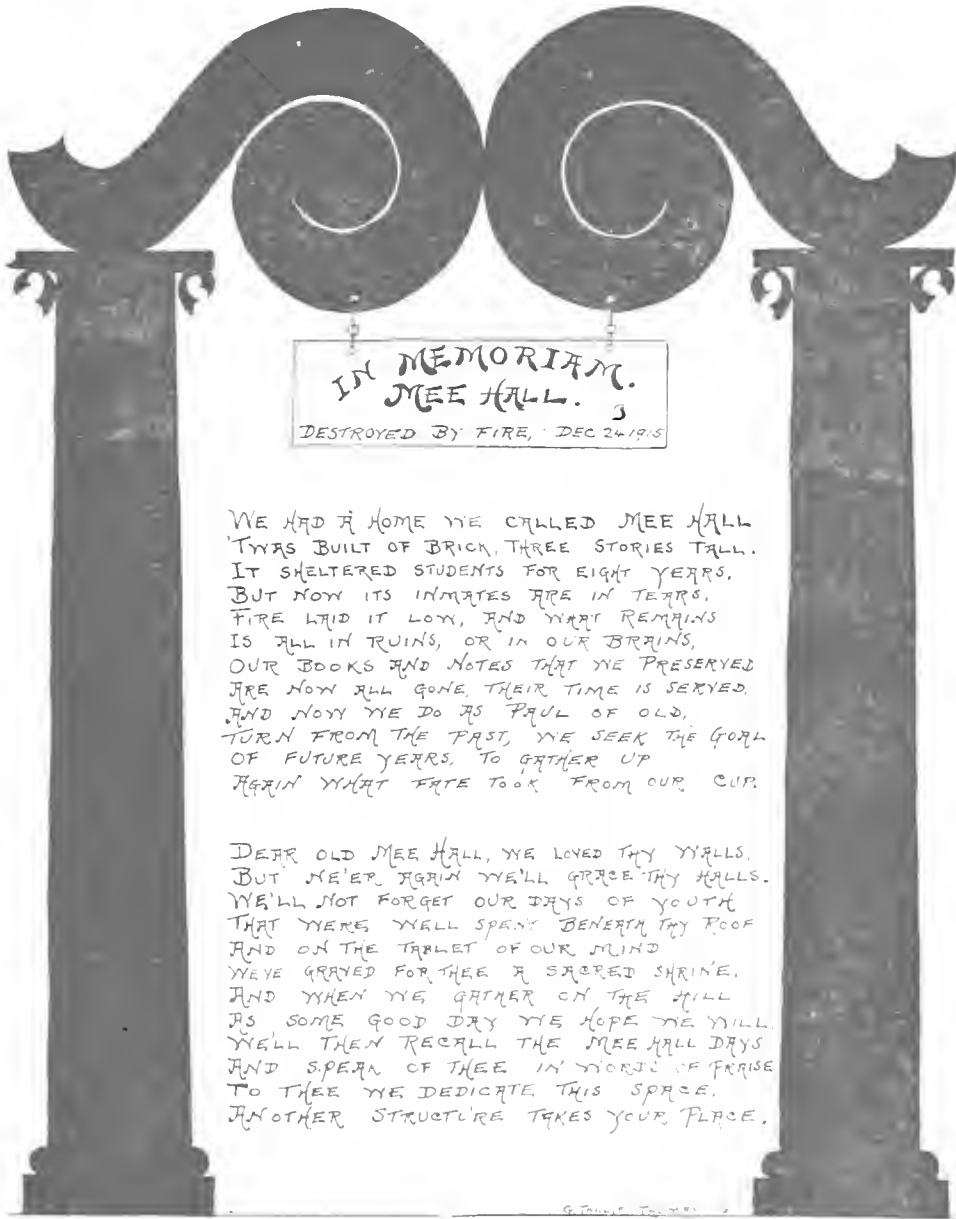 IN MEMORIAM.
MEE HALL.
3
DESTROYED BY FIRE, DEC 24 1915
WE HAD A HOME WE CALLED MEE HALL
'TWAS BUILT OF BRICK, THREE STORIES TALL.
IT SHELTERED STUDENTS FOR EIGHT YEARS,
BUT NOW ITS INMATES ARE IN TEARS,
FIRE LAID IT LOW, AND WHAT REMAINS
IS ALL IN RUINS, OR IN OUR BRAINS,
OUR BOOKS AND NOTES THAT WE PRESERVED
ARE NOW ALL GONE, THEIR TIME IS SERVED,
AND NOW WE DO AS PAUL OF OLD,
TURN FROM THE PAST, WE SEEK THE GOAL
OF FUTURE YEARS, TO GATHER UP
AGAIN WHAT FATE TOOK FROM OUR CUP.
DEAR OLD MEE HALL, WE LOVED THY WALLS,
BUT NE'ER AGAIN WE'LL GRACE THY HALLS.
WE'LL NOT FORGET OUR DAYS OF YOUTH
THAT WERE WELL SPENT BENEATH THY ROOF
AND ON THE TABLET OF OUR MIND
WEVE GRAVED FOR THEE A SACRED SHRINE,
AND WHEN WE GATHER ON THE HILL
AS SOME GOOD DAY WE HOPE WE WILL,
WE'LL THEN RECALL THE MEE HALL DAYS
AND SPEAK OF THEE IN WORDS OF PRAISE
TO THEE WE DEDICATE THIS SPACE,
ANOTHER STRUCTURE TAKES YOUR PLACE.
G.